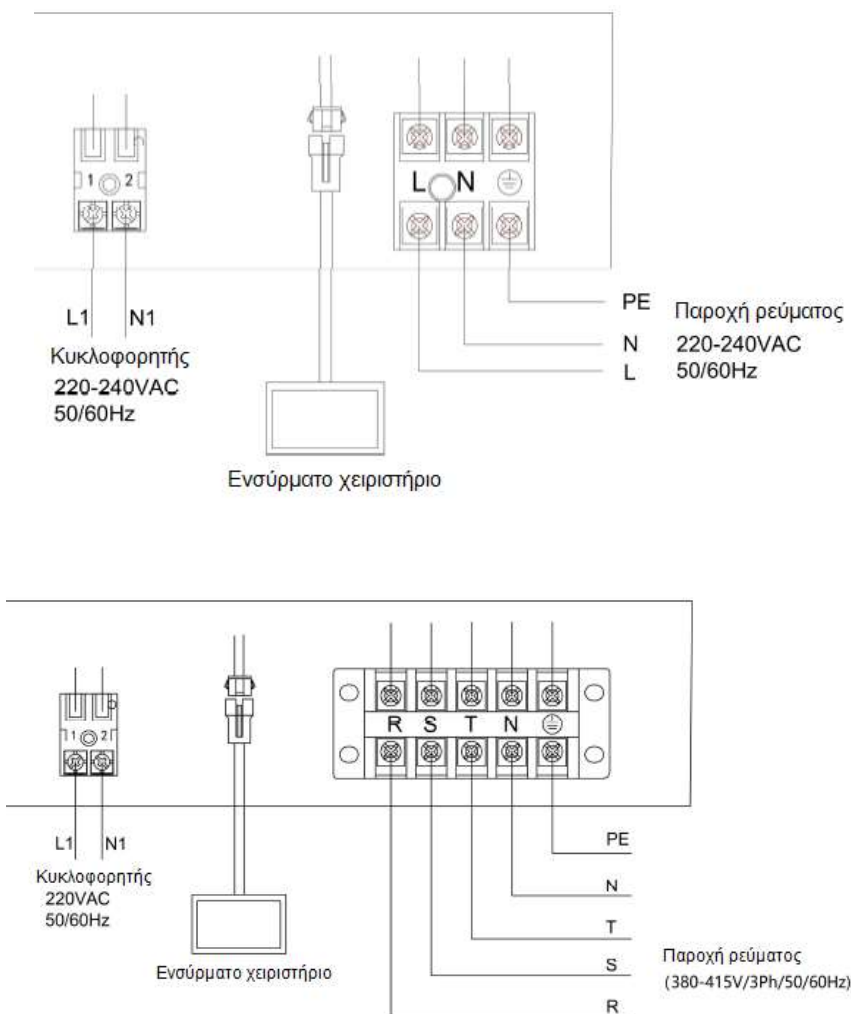 1 2
L N
L1 N1
Κυκλοφορητής
220-240VAC
50/60Hz
Ενσύρματο χειριστήριο
PE
N
L
Παροχή ρεύματος
220-240VAC
50/60Hz
1 2
R S T N
L1 N1
Κυκλοφορητής
220VAC
50/60Hz
Ενσύρματο χειριστήριο
PE
N
T
S
R
Παροχή ρεύματος
(380-415V/3Ph/50/60Hz)